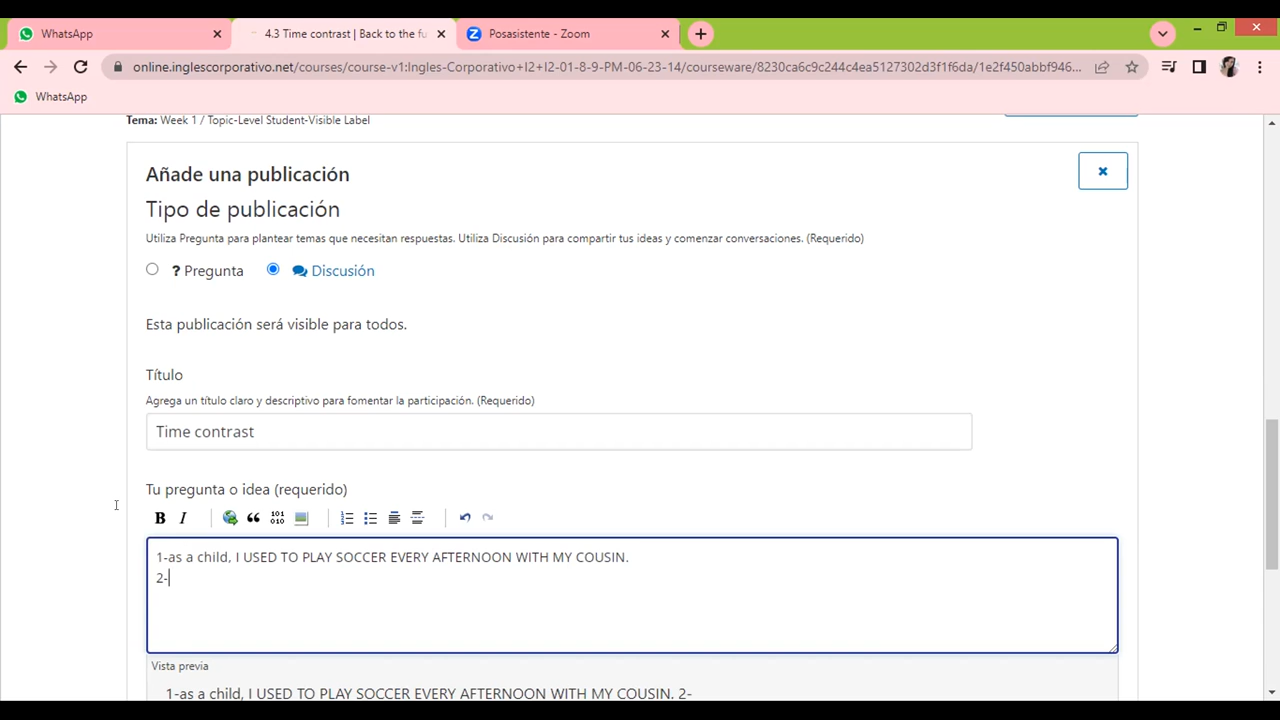 WhatsApp
4.3 Time contrast | Back to the fu
Posasistente - Zoom
online.inglescorporativo.net/courses/course-v1:Ingles-Corporativo+I2+I2-01-8-9-PM-06-23-14/courseware/8230ca6c9c244c4ea5127302d3f1f6da/1e2f450abbf946...
WhatsApp
Tema: Week 1 / Topic-Level Student-Visible Label
Añade una publicación
Tipo de publicación
Utiliza Pregunta para plantear temas que necesitan respuestas. Utiliza Discusión para compartir tus ideas y comenzar conversaciones. (Requerido)
? Pregunta Discusión
Esta publicación será visible para todos.
Título
Agrega un título claro y descriptivo para fomentar la participación. (Requerido)
Time contrast
Tu pregunta o idea (requerido)
B I 101 010
1-as a child, I USED TO PLAY SOCCER EVERY AFTERNOON WITH MY COUSIN.
2-
Vista previa
1-as a child, I USED TO PLAY SOCCER EVERY AFTERNOON WITH MY COUSIN. 2-